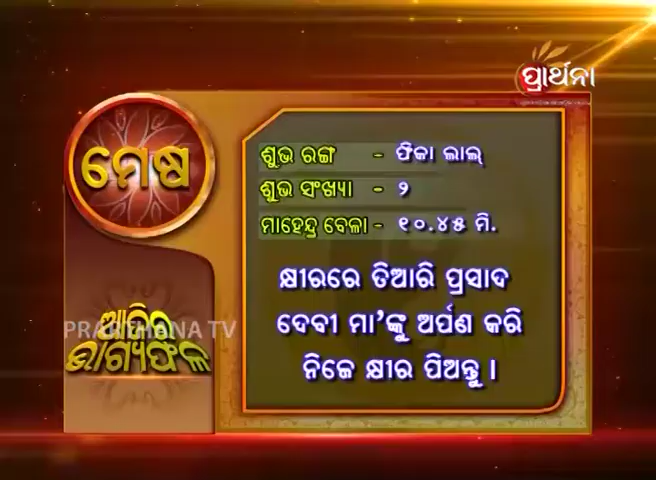 ପ୍ରାର୍ଥନା
ମେଷ
ଶୁଭ ରଙ୍ଗ - ଫିକା ଲାଲ୍
ଶୁଭ ସଂଖ୍ୟା - ୨
ମାହେନ୍ଦ୍ର ବେଳା - ୧୦.୪୫ ମି.
କ୍ଷୀରରେ ତିଆରି ପ୍ରସାଦ
ଦେବୀ ମା'ଙ୍କୁ ଅର୍ପଣ କରି
ନିଜେ କ୍ଷୀର ପିଅନ୍ତୁ ।
PRARTHANA TV
ଆଜିର
ଭାଗ୍ୟଫଳ